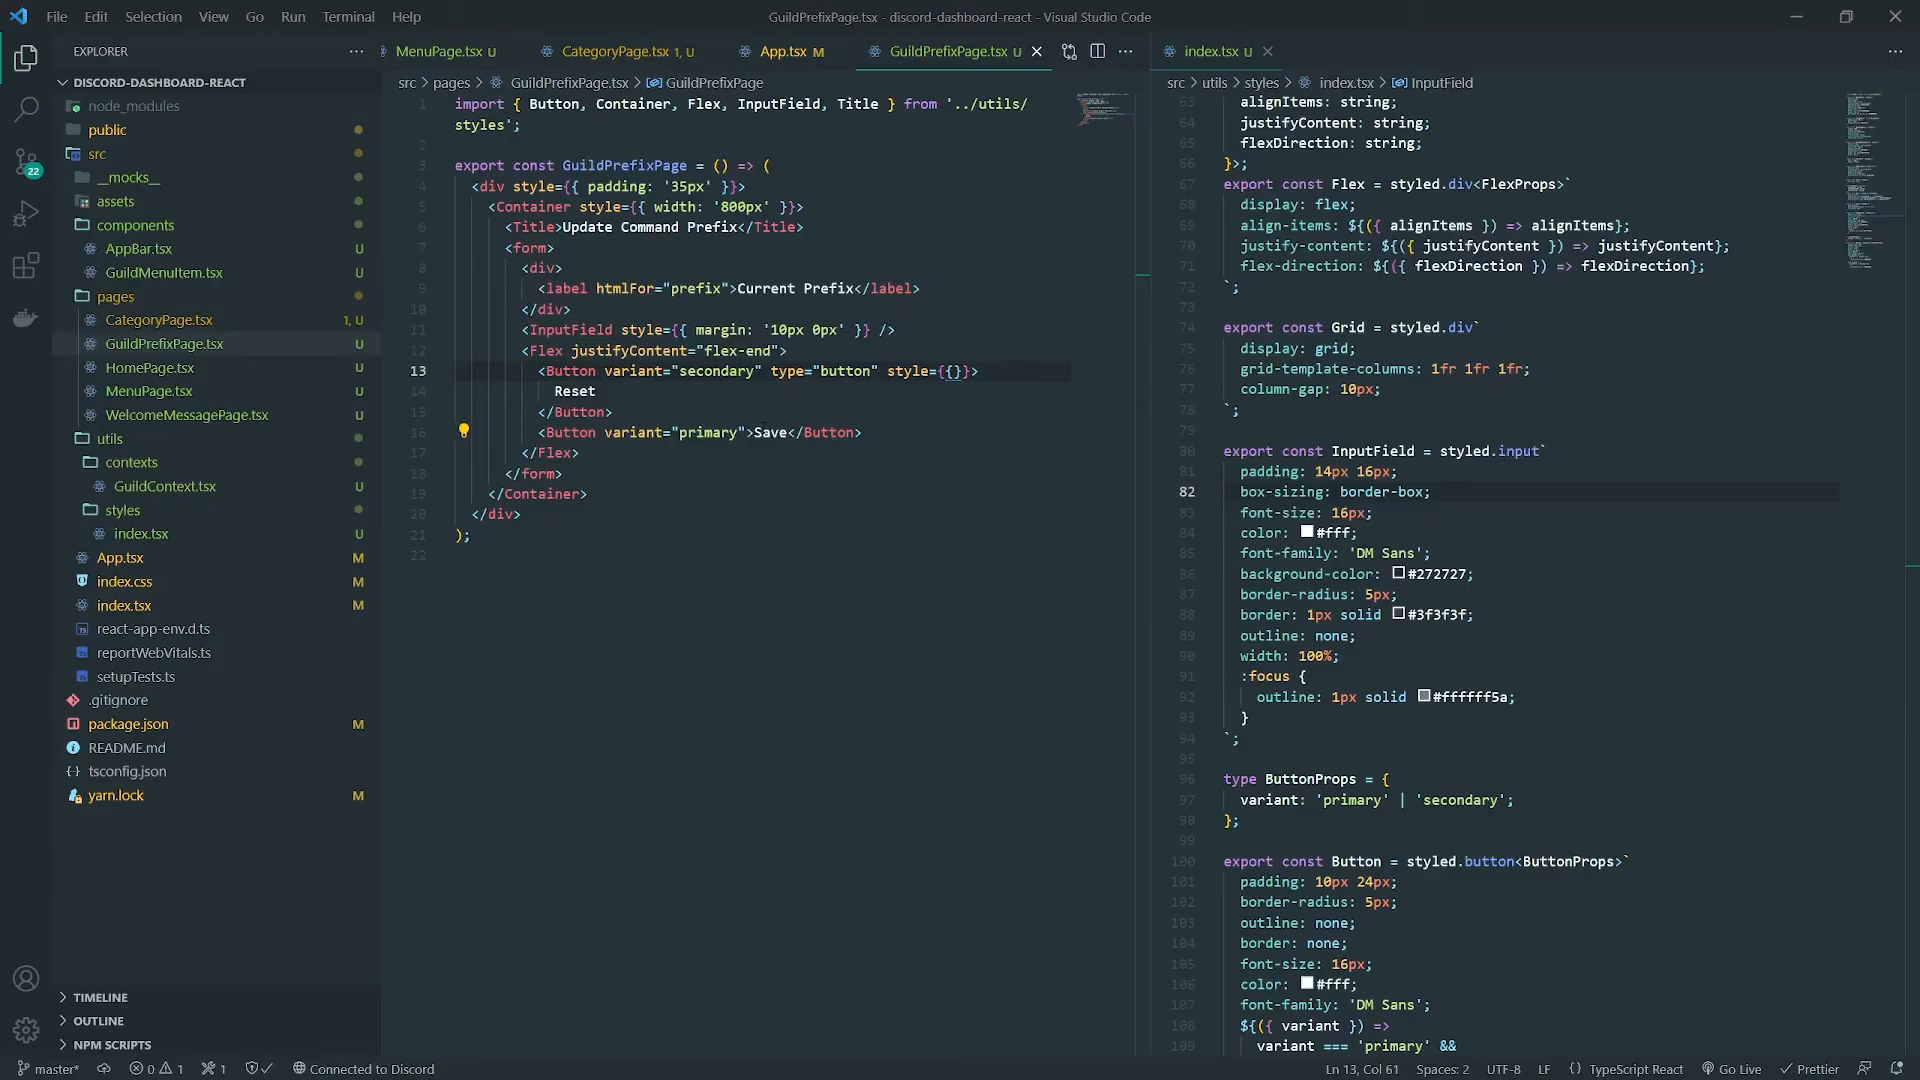 File Edit Selection View Go Run Terminal Help
GuildPrefixPage.tsx - discord-dashboard-react - Visual Studio Code
EXPLORER
DISCORD-DASHBOARD-REACT
node_modules
public
src
__mocks__
assets
components
AppBar.tsx U
GuildMenuItem.tsx U
pages
CategoryPage.tsx 1, U
GuildPrefixPage.tsx U
HomePage.tsx U
MenuPage.tsx U
WelcomeMessagePage.tsx U
utils
contexts
GuildContext.tsx U
styles
index.tsx U
App.tsx M
index.css M
index.tsx M
react-app-env.d.ts
reportWebVitals.ts
setupTests.ts
.gitignore
package.json M
README.md
tsconfig.json
yarn.lock M
TIMELINE
OUTLINE
NPM SCRIPTS
22
MenuPage.tsx U CategoryPage.tsx 1, U App.tsx M GuildPrefixPage.tsx U
src > pages > GuildPrefixPage.tsx > GuildPrefixPage
1 import { Button, Container, Flex, InputField, Title } from '../utils/
styles';
2
3 export const GuildPrefixPage = () => (
4 <div style={{ padding: '35px' }}>
5 <Container style={{ width: '800px' }}>
6 <Title>Update Command Prefix</Title>
7 <form>
8 <div>
9 <label htmlFor="prefix">Current Prefix</label>
10 </div>
11 <InputField style={{ margin: '10px 0px' }} />
12 <Flex justifyContent="flex-end">
13 <Button variant="secondary" type="button" style={{}}>
14 Reset
15 </Button>
16 <Button variant="primary">Save</Button>
17 </Flex>
18 </form>
19 </Container>
20 </div>
21 );
22
index.tsx U
src > utils > styles > index.tsx > InputField
63 alignItems: string;
64 justifyContent: string;
65 flexDirection: string;
66 }>;
67 export const Flex = styled.div<FlexProps>`
68 display: flex;
69 align-items: ${({ alignItems }) => alignItems};
70 justify-content: ${({ justifyContent }) => justifyContent};
71 flex-direction: ${({ flexDirection }) => flexDirection};
72 `;
73
74 export const Grid = styled.div`
75 display: grid;
76 grid-template-columns: 1fr 1fr 1fr;
77 column-gap: 10px;
78 `;
79
80 export const InputField = styled.input`
81 padding: 14px 16px;
82 box-sizing: border-box;
83 font-size: 16px;
84 color: #fff;
85 font-family: 'DM Sans';
86 background-color: #272727;
87 border-radius: 5px;
88 border: 1px solid #3f3f3f;
89 outline: none;
90 width: 100%;
91 :focus {
92 outline: 1px solid #ffffff5a;
93 }
94 `;
95
96 type ButtonProps = {
97 variant: 'primary' | 'secondary';
98 };
99
100 export const Button = styled.button<ButtonProps>`
101 padding: 10px 24px;
102 border-radius: 5px;
103 outline: none;
104 border: none;
105 font-size: 16px;
106 color: #fff;
107 font-family: 'DM Sans';
108 ${({ variant }) =>
109 variant === 'primary' &&
master* 0 1 1 Connected to Discord Ln 13, Col 61 Spaces: 2 UTF-8 LF {} TypeScript React Go Live Prettier